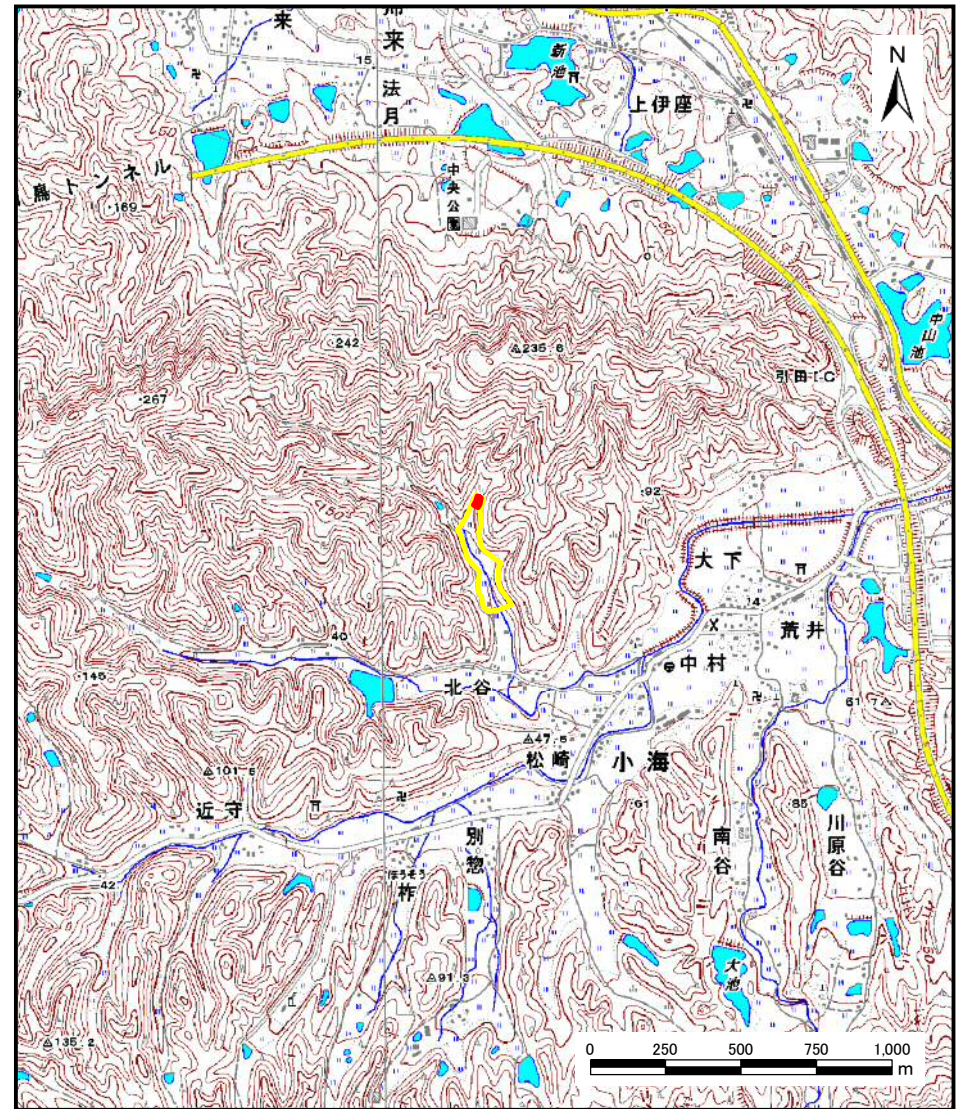 帰来
来
15
新池
N
法月
上伊座
中央公
鳥トンネル
·169
中山池
242
△235.6
引田I・C
·267
·92
大下
14
荒井
40
中村
北谷
·145
61.7△
△47.5
松崎
小海
△101.6
近守
·61
85
別惣
南谷
川原谷
ほうそう
柞
42
大池
△91.3
△135.2
0 250 500 750 1,000
m